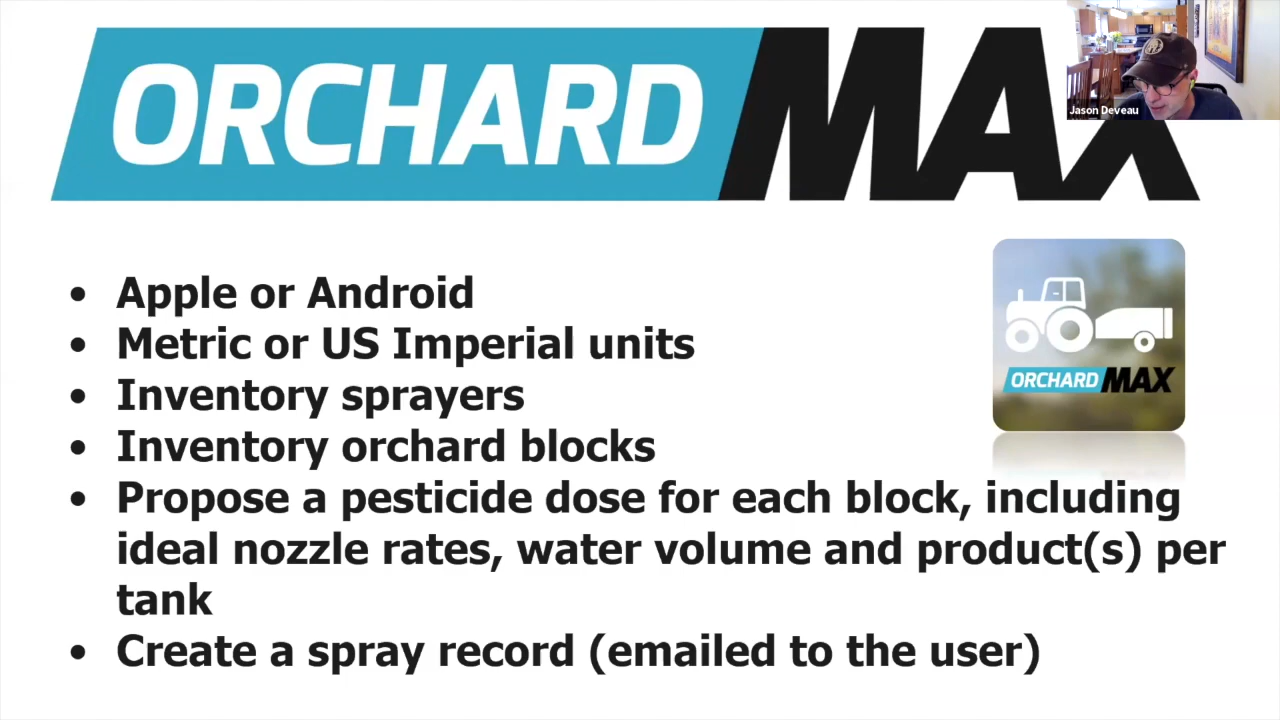 ORCHARD MAX
Jason Deveau
• Apple or Android
• Metric or US Imperial units
• Inventory sprayers
• Inventory orchard blocks
ORCHARD MAX
• Propose a pesticide dose for each block, including
ideal nozzle rates, water volume and product(s) per
tank
• Create a spray record (emailed to the user)